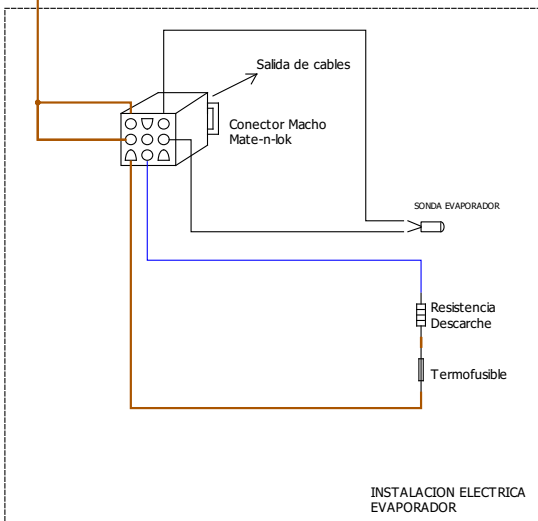 Salida de cables
Conector Macho
Mate-n-lok
SONDA EVAPORADOR
Resistencia
Descarche
Termofusible
INSTALACION ELECTRICA
EVAPORADOR